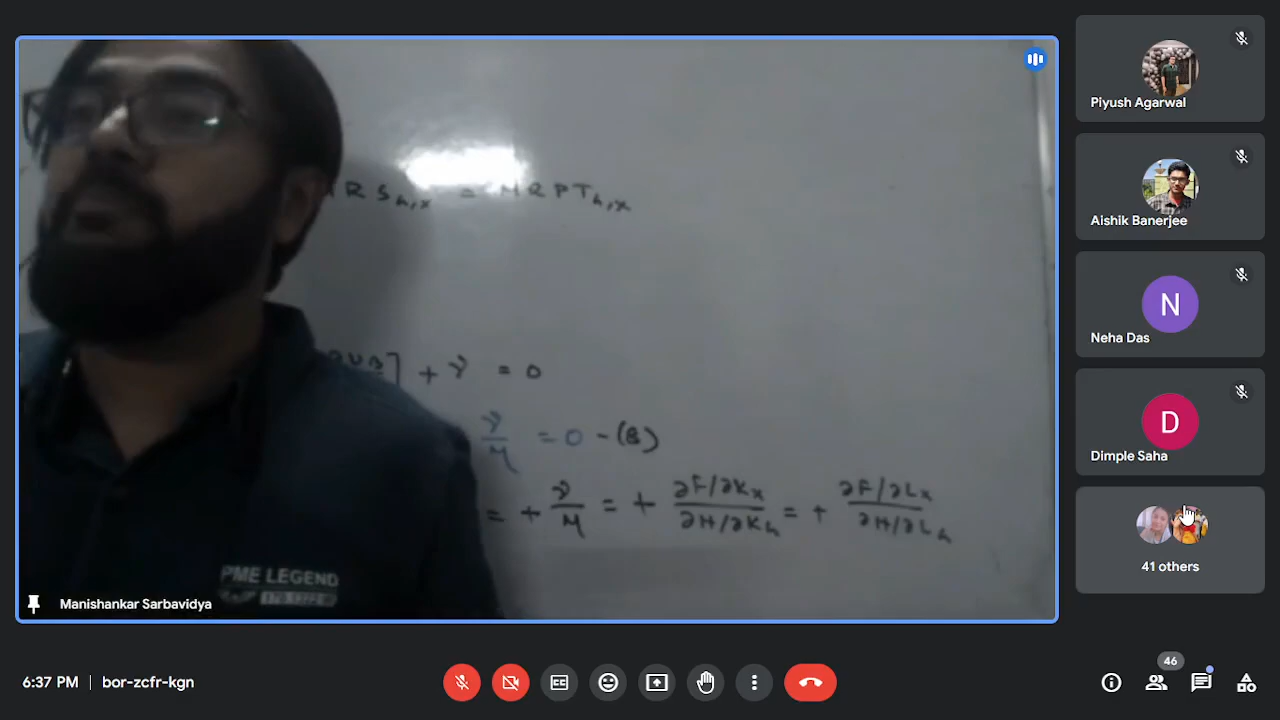 Piyush Agarwal
RS_{h,x} = MRPT_{h,x}
Aishik Banerjee
Neha Das
N
] + γ = 0
γ/μ = 0 - (B)
D
Dimple Saha
= + γ/μ = + ∂F/∂K_x / ∂H/∂K_h = + ∂F/∂L_x / ∂H/∂L_h
41 others
PME LEGEND
Manishankar Sarbavidya
6:37 PM | bor-zcfr-kgn
46